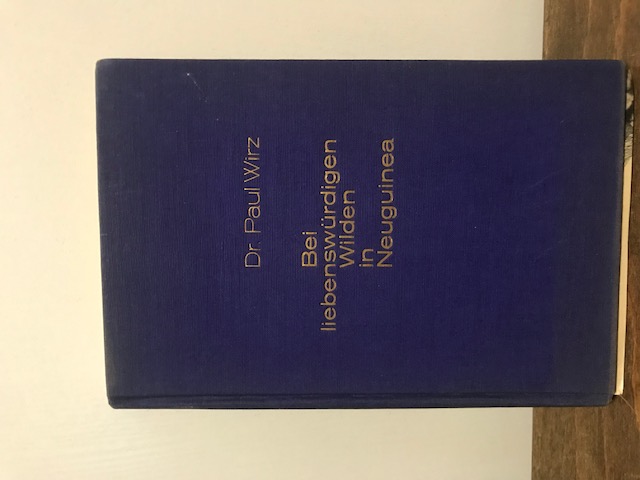 Dr. Paul Wirz
Bei
liebenswürdigen
Wilden
in
Neuguinea